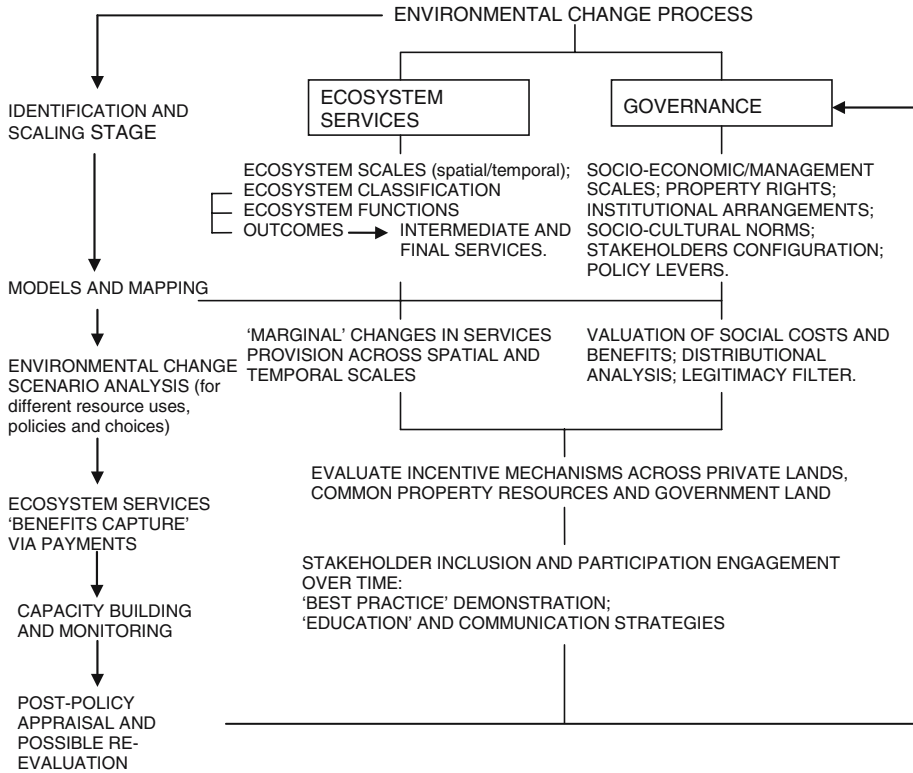 ENVIRONMENTAL CHANGE PROCESS
IDENTIFICATION AND
SCALING STAGE
ECOSYSTEM
SERVICES
GOVERNANCE
ECOSYSTEM SCALES (spatial/temporal);
ECOSYSTEM CLASSIFICATION
ECOSYSTEM FUNCTIONS
OUTCOMES
INTERMEDIATE AND
FINAL SERVICES.
SOCIO-ECONOMIC/MANAGEMENT
SCALES; PROPERTY RIGHTS;
INSTITUTIONAL ARRANGEMENTS;
SOCIO-CULTURAL NORMS;
STAKEHOLDERS CONFIGURATION;
POLICY LEVERS.
MODELS AND MAPPING
‘MARGINAL’ CHANGES IN SERVICES
PROVISION ACROSS SPATIAL AND
TEMPORAL SCALES
VALUATION OF SOCIAL COSTS AND
BENEFITS; DISTRIBUTIONAL
ANALYSIS; LEGITIMACY FILTER.
ENVIRONMENTAL CHANGE
SCENARIO ANALYSIS (for
different resource uses,
policies and choices)
EVALUATE INCENTIVE MECHANISMS ACROSS PRIVATE LANDS,
COMMON PROPERTY RESOURCES AND GOVERNMENT LAND
ECOSYSTEM SERVICES
‘BENEFITS CAPTURE’
VIA PAYMENTS
STAKEHOLDER INCLUSION AND PARTICIPATION ENGAGEMENT
OVER TIME:
‘BEST PRACTICE’ DEMONSTRATION;
‘EDUCATION’ AND COMMUNICATION STRATEGIES
CAPACITY BUILDING
AND MONITORING
POST-POLICY
APPRAISAL AND
POSSIBLE RE-
EVALUATION